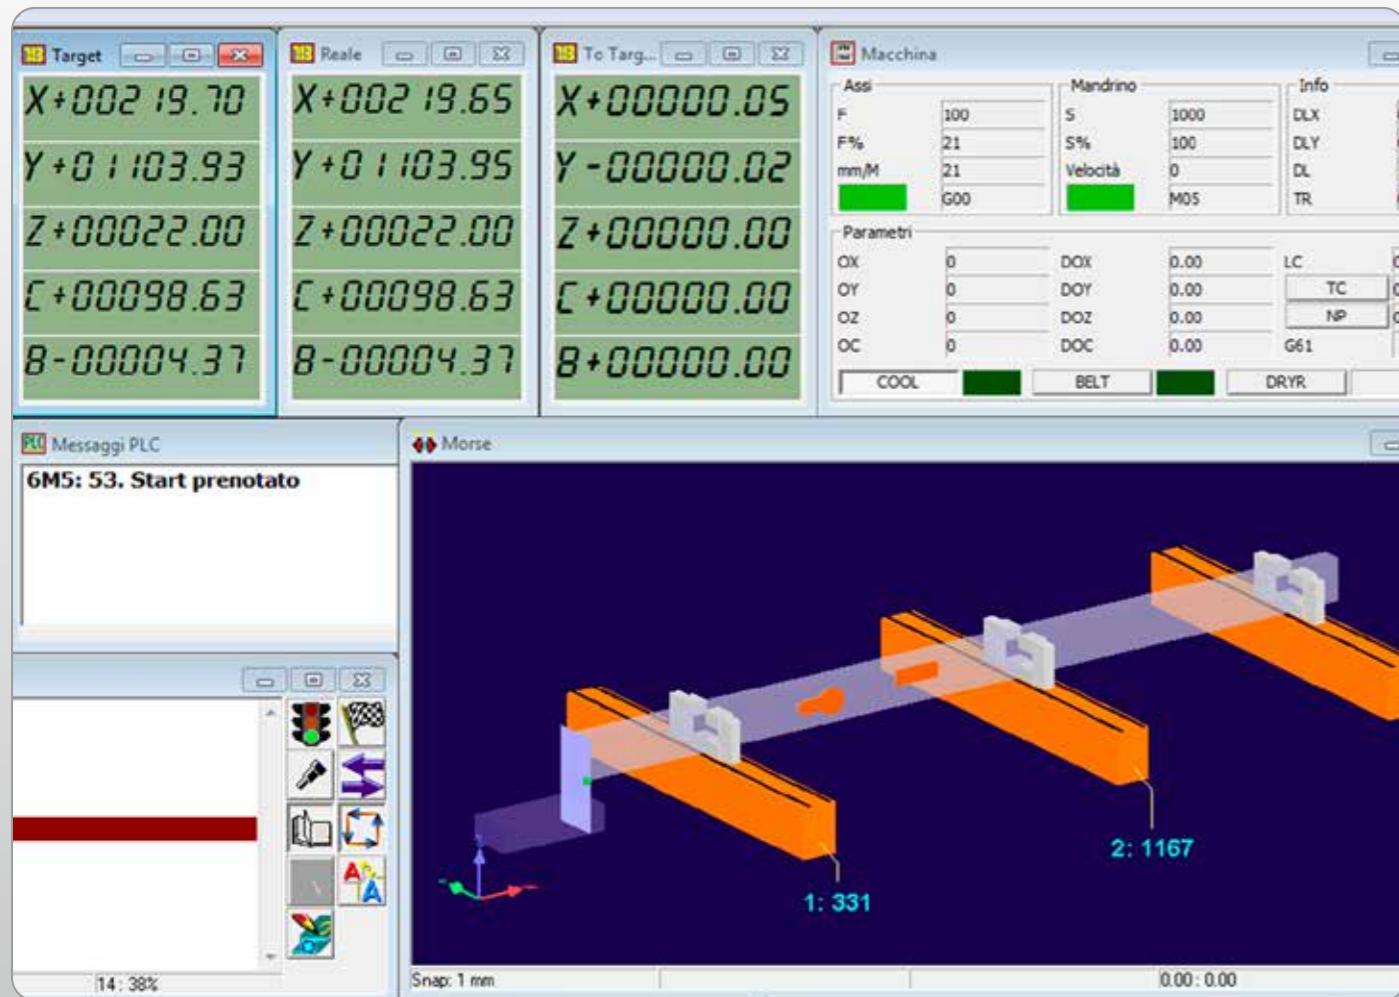 Target
X+00219.70
Y+01103.93
Z+00022.00
C+00098.63
B-00004.37
Reale
X+00219.65
Y+01103.95
Z+00022.00
C+00098.63
B-00004.37
To Targ...
X+00000.05
Y-00000.02
Z+00000.00
C+00000.00
B+00000.00
Macchina
Assi
F 100
F% 21
mm/M 21
G00
Mandrino
S 1000
S% 100
Velocità 0
M05
Info
DLX
DLY
DL
TR
Parametri
OX 0 DOX 0.00 LC
OY 0 DOY 0.00 TC
OZ 0 DOZ 0.00 NP
OC 0 DOC 0.00 G61
COOL BELT DRYR
PLC Messaggi PLC
6M5: 53. Start prenotato
14 : 38%
Morse
1: 331
2: 1167
Snap: 1 mm
0.00 : 0.00